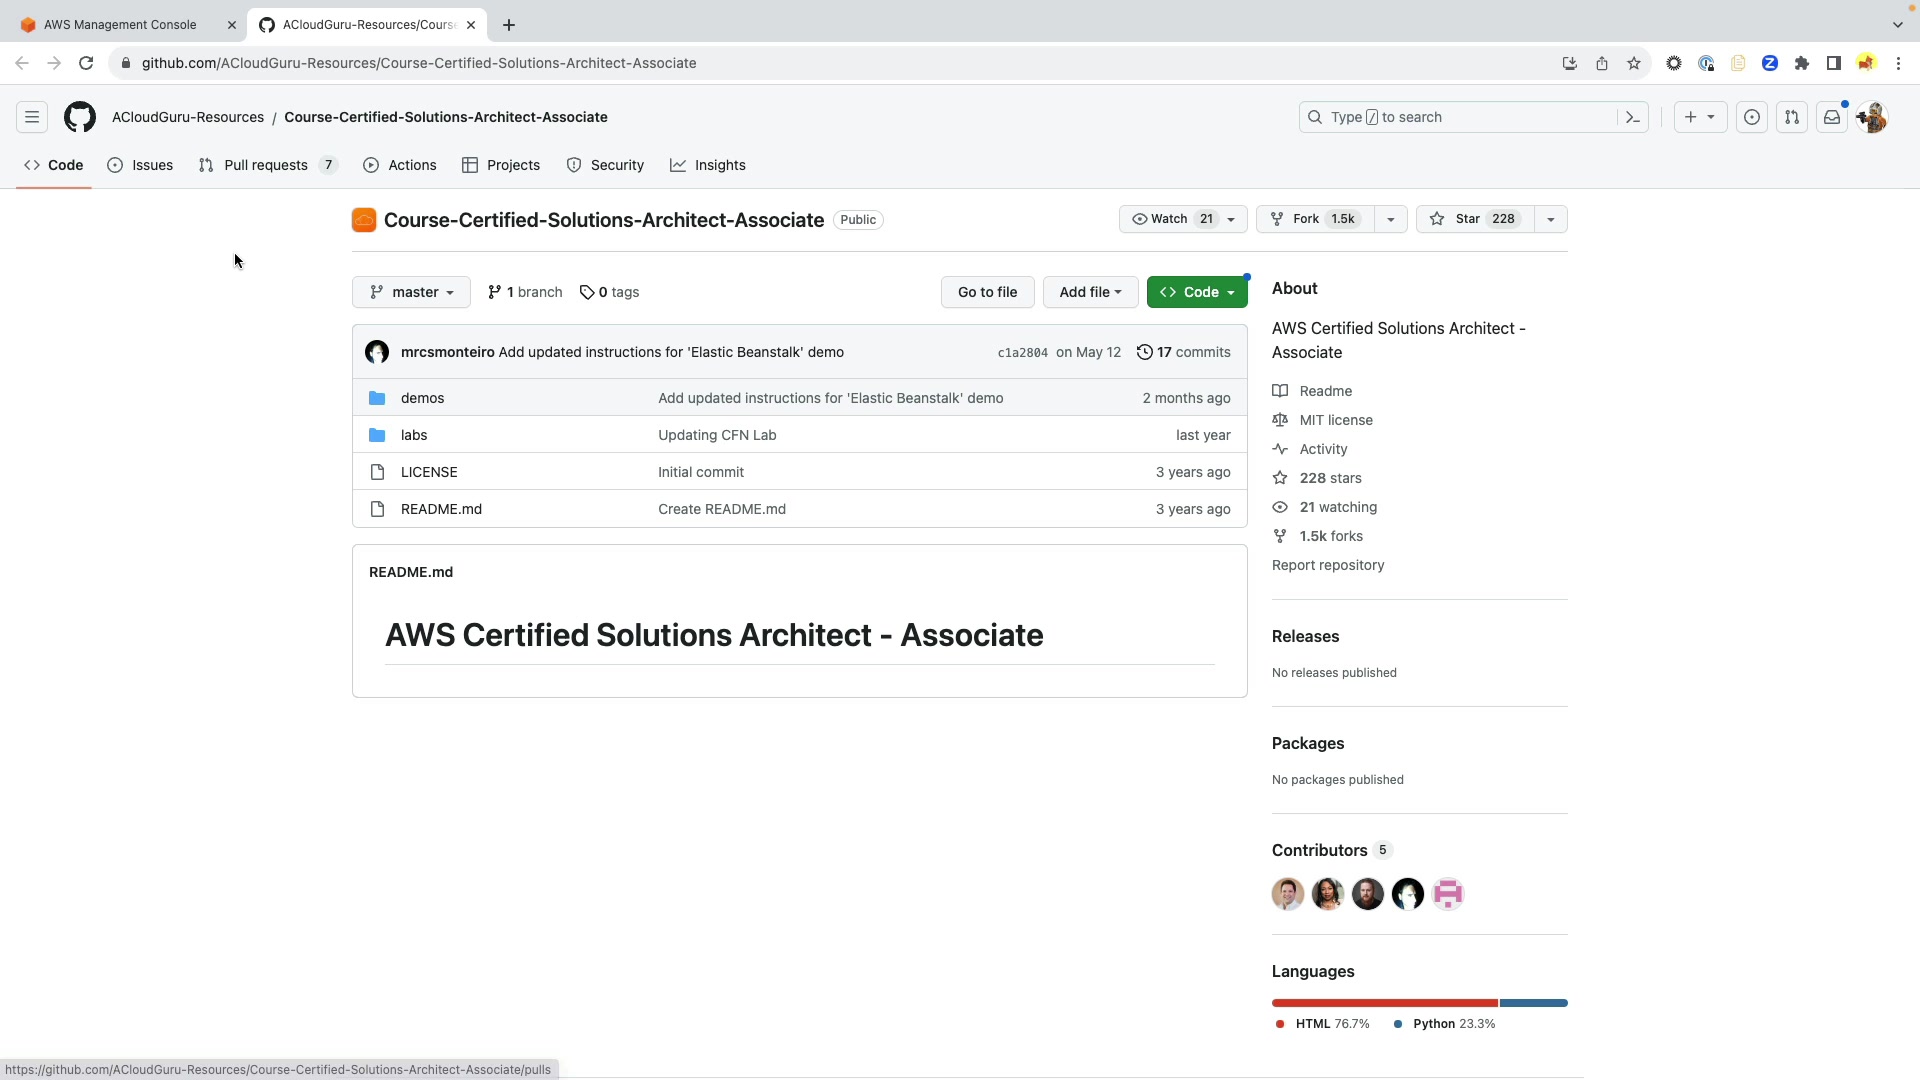 AWS Management Console
ACloudGuru-Resources/Course
github.com/ACloudGuru-Resources/Course-Certified-Solutions-Architect-Associate
ACloudGuru-Resources / Course-Certified-Solutions-Architect-Associate
Type / to search
Code
Issues
Pull requests 7
Actions
Projects
Security
Insights
Course-Certified-Solutions-Architect-Associate Public
Watch 21
Fork 1.5k
Star 228
master
1 branch
0 tags
Go to file
Add file
Code
mrcsmonteiro Add updated instructions for 'Elastic Beanstalk' demo c1a2804 on May 12 17 commits
demos Add updated instructions for 'Elastic Beanstalk' demo 2 months ago
labs Updating CFN Lab last year
LICENSE Initial commit 3 years ago
README.md Create README.md 3 years ago
README.md
AWS Certified Solutions Architect - Associate
About
AWS Certified Solutions Architect -
Associate
Readme
MIT license
Activity
228 stars
21 watching
1.5k forks
Report repository
Releases
No releases published
Packages
No packages published
Contributors 5
Languages
HTML 76.7% Python 23.3%
https://github.com/ACloudGuru-Resources/Course-Certified-Solutions-Architect-Associate/pulls